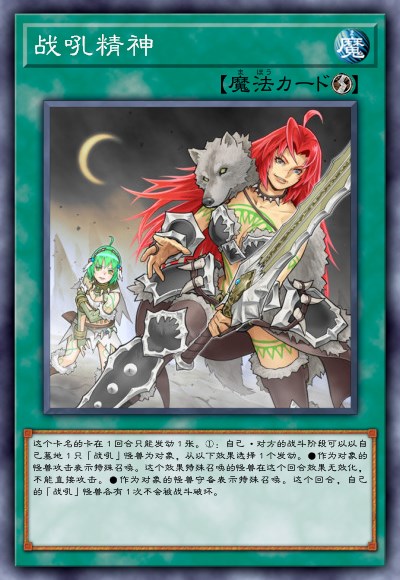 战吼精神
魔
【魔法カード】
ま ほう
这个卡名的卡在1回合只能发动1张。①：自己·对方的战斗阶段可以以自
己墓地1只「战吼」怪兽为对象，从以下效果选择1个发动。●作为对象的
怪兽攻击表示特殊召唤。这个效果特殊召唤的怪兽在这个回合效果无效化，
不能直接攻击。●作为对象的怪兽守备表示特殊召唤。这个回合，自己
的「战吼」怪兽各有1次不会被战斗破坏。